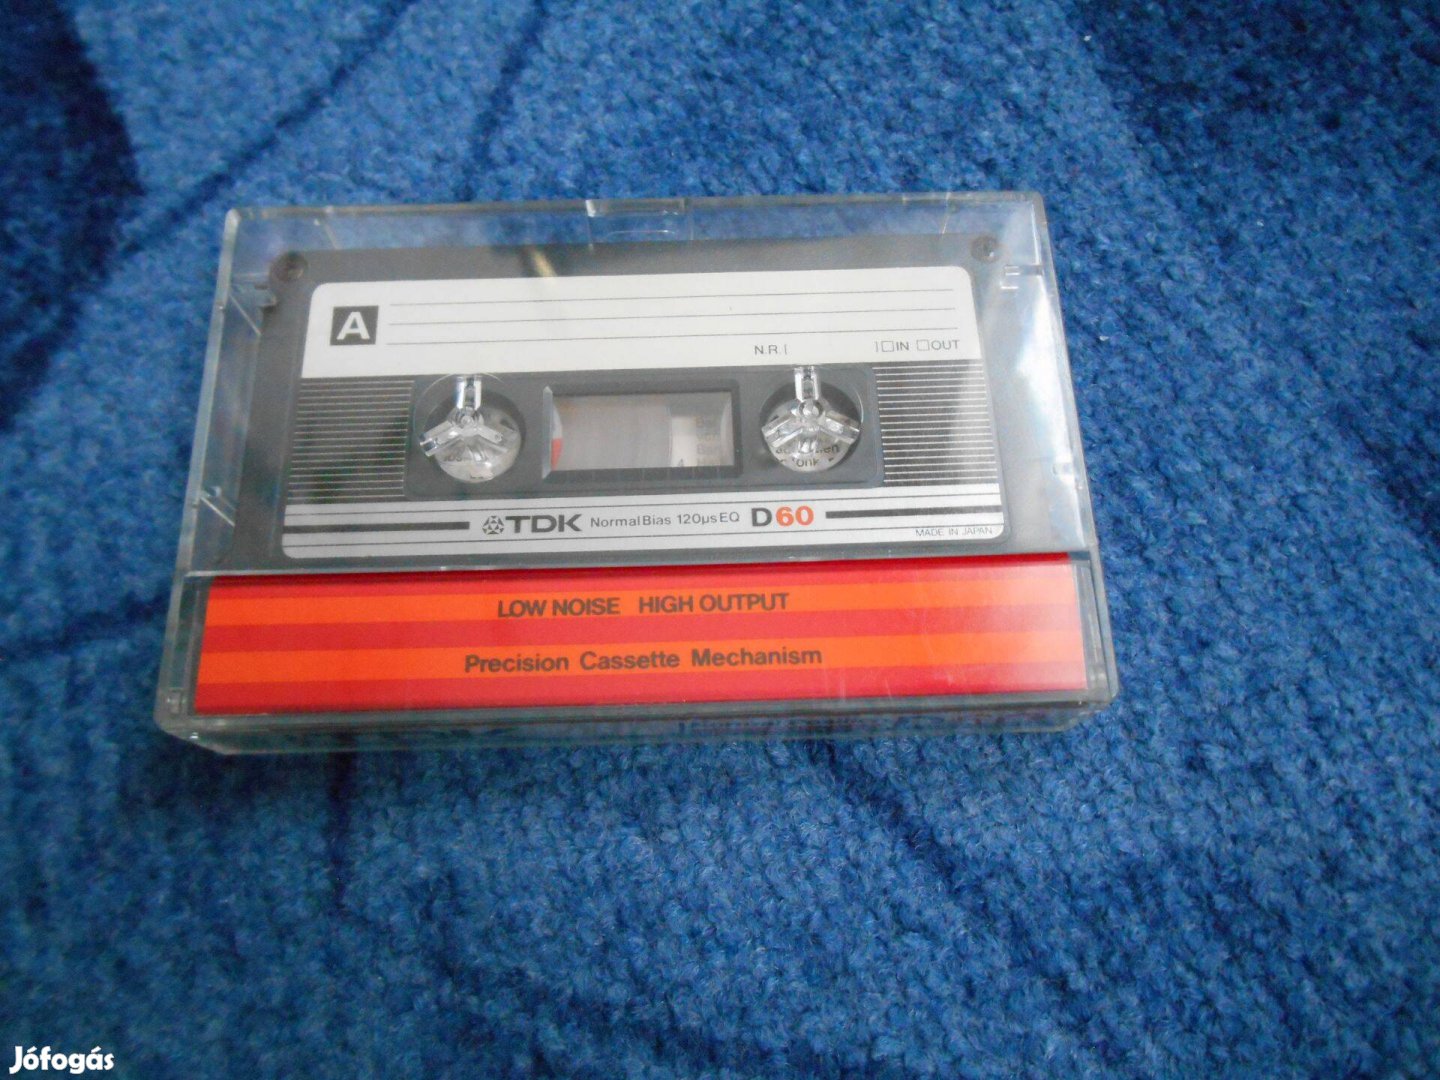 A
N.R.[ ] IN OUT
TDK Normal Bias 120µs EQ D60
MADE IN JAPAN
LOW NOISE HIGH OUTPUT
Precision Cassette Mechanism
Jófogás